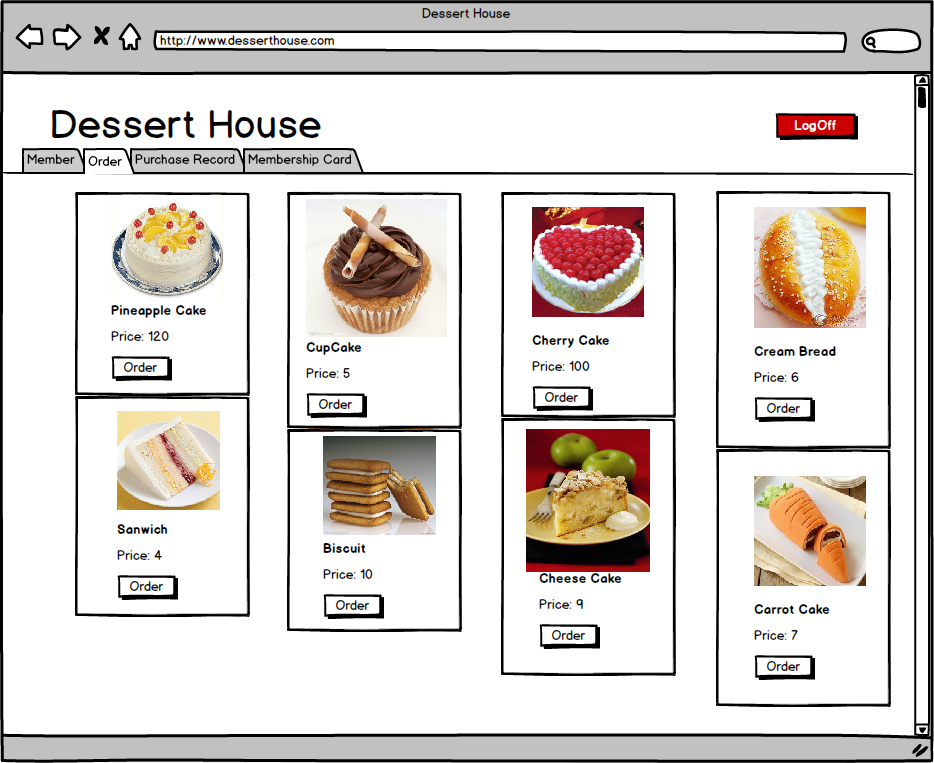 Dessert House
http://www.desserthouse.com
Dessert House
LogOff
Member
Order
Purchase Record
Membership Card
Pineapple Cake
Price: 120
Order
CupCake
Price: 5
Order
Cherry Cake
Price: 100
Order
Cream Bread
Price: 6
Order
Sanwich
Price: 4
Order
Biscuit
Price: 10
Order
Cheese Cake
Price: 9
Order
Carrot Cake
Price: 7
Order